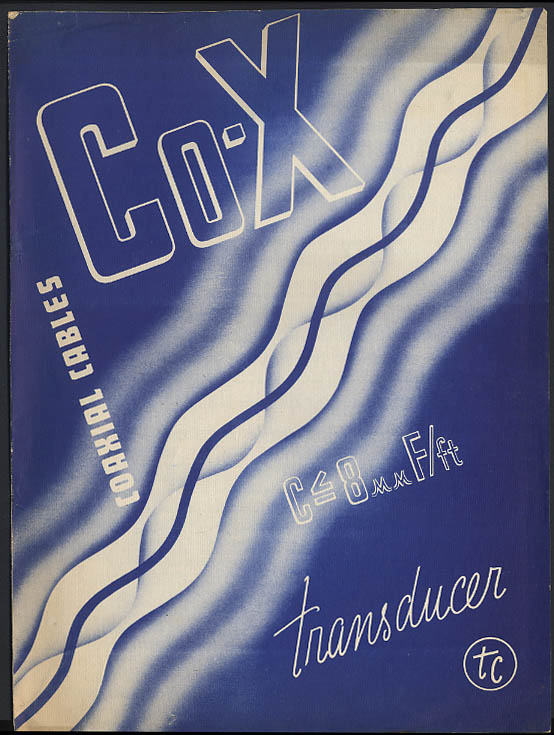 Co-X
COAXIAL CABLES
C≤8μμF/ft
transducer
tc